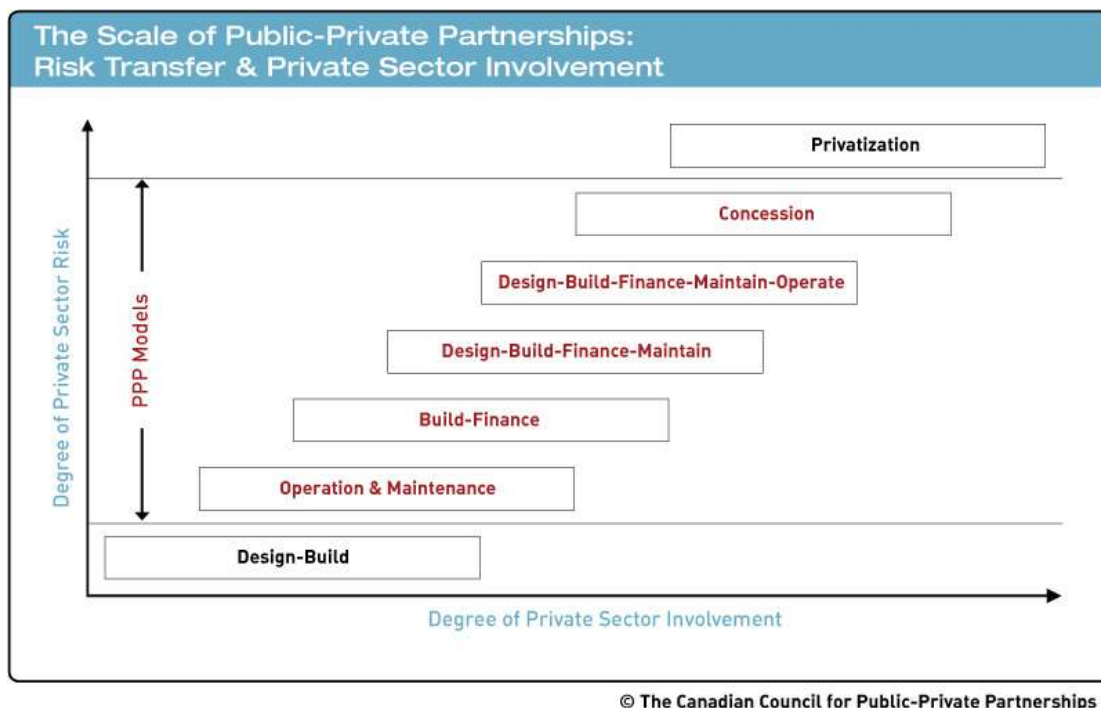 The Scale of Public-Private Partnerships:
Risk Transfer & Private Sector Involvement
Privatization
Concession
Design-Build-Finance-Maintain-Operate
Design-Build-Finance-Maintain
Build-Finance
Operation & Maintenance
Design-Build
PPP Models
Degree of Private Sector Risk
Degree of Private Sector Involvement
© The Canadian Council for Public-Private Partnerships